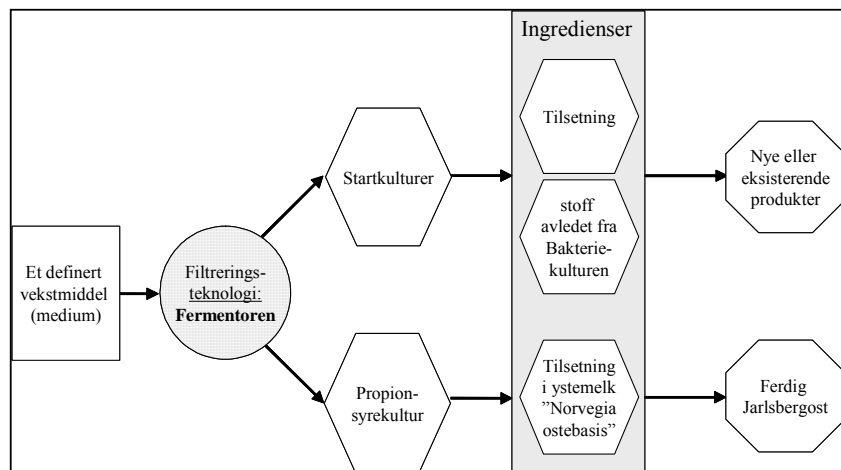 Ingredienser
Tilsetning
Startkulturer
Nye eller
eksisterende
produkter
stoff
avledet fra
Bakterie-
kulturen
Et definert
vekstmiddel
(medium)
Filtrerings-
teknologi:
Fermentoren
Propion-
syrekultur
Tilsetning
i ystemelk
”Norvegia
ostebasis”
Ferdig
Jarlsbergost